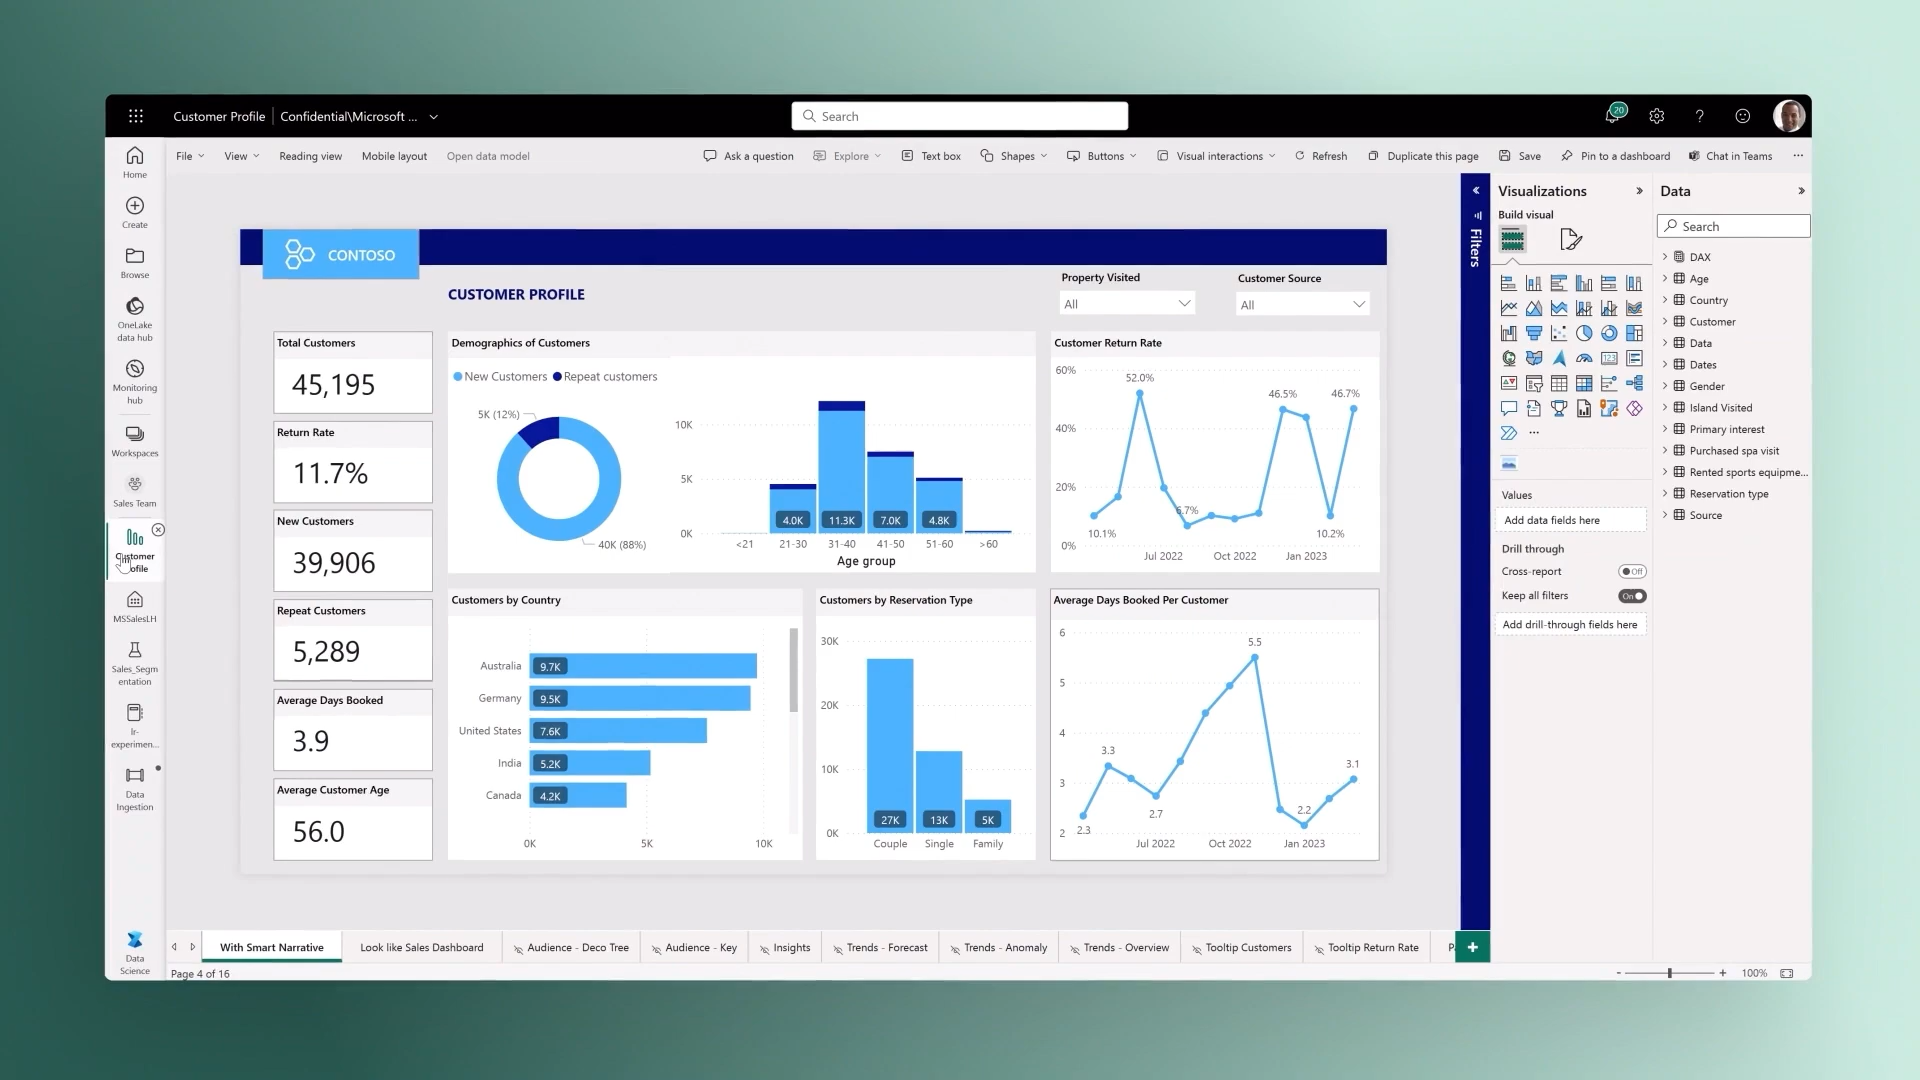 Customer Profile
Confidential\Microsoft ...
Search
20
File
View
Reading view
Mobile layout
Open data model
Ask a question
Explore
Text box
Shapes
Buttons
Visual interactions
Refresh
Duplicate this page
Save
Pin to a dashboard
Chat in Teams
Home
Create
Browse
OneLake
data hub
Monitoring
hub
Workspaces
Sales Team
Customer
MSSalesLH
Sales_Segm
entation
experimen...
Data
Ingestion
Data
Science
CONTOSO
CUSTOMER PROFILE
Property Visited
All
Customer Source
All
Total Customers
45,195
Return Rate
11.7%
New Customers
39,906
Repeat Customers
5,289
Average Days Booked
3.9
Average Customer Age
56.0
Demographics of Customers
New Customers
Repeat customers
5K (12%)
40K (88%)
10K
5K
0K
4.0K
11.3K
7.0K
4.8K
<21
21-30
31-40
41-50
51-60
>60
Age group
Customer Return Rate
60%
40%
20%
0%
10.1%
52.0%
6.7%
46.5%
10.2%
46.7%
Jul 2022
Oct 2022
Jan 2023
Customers by Country
Australia
9.7K
Germany
9.5K
United States
7.6K
India
5.2K
Canada
4.2K
0K
5K
10K
Customers by Reservation Type
30K
20K
10K
0K
27K
13K
5K
Couple
Single
Family
Average Days Booked Per Customer
6
5
4
3
2
2.3
3.3
2.7
5.5
2.2
3.1
Jul 2022
Oct 2022
Jan 2023
Filters
Visualizations
Build visual
123
Values
Add data fields here
Drill through
Cross-report
Off
Keep all filters
On
Add drill-through fields here
Data
Search
DAX
Age
Country
Customer
Data
Dates
Gender
Island Visited
Primary interest
Purchased spa visit
Rented sports equipme...
Reservation type
Source
With Smart Narrative
Look like Sales Dashboard
Audience - Deco Tree
Audience - Key
Insights
Trends - Forecast
Trends - Anomaly
Trends - Overview
Tooltip Customers
Tooltip Return Rate
Page 4 of 16
- + 100%